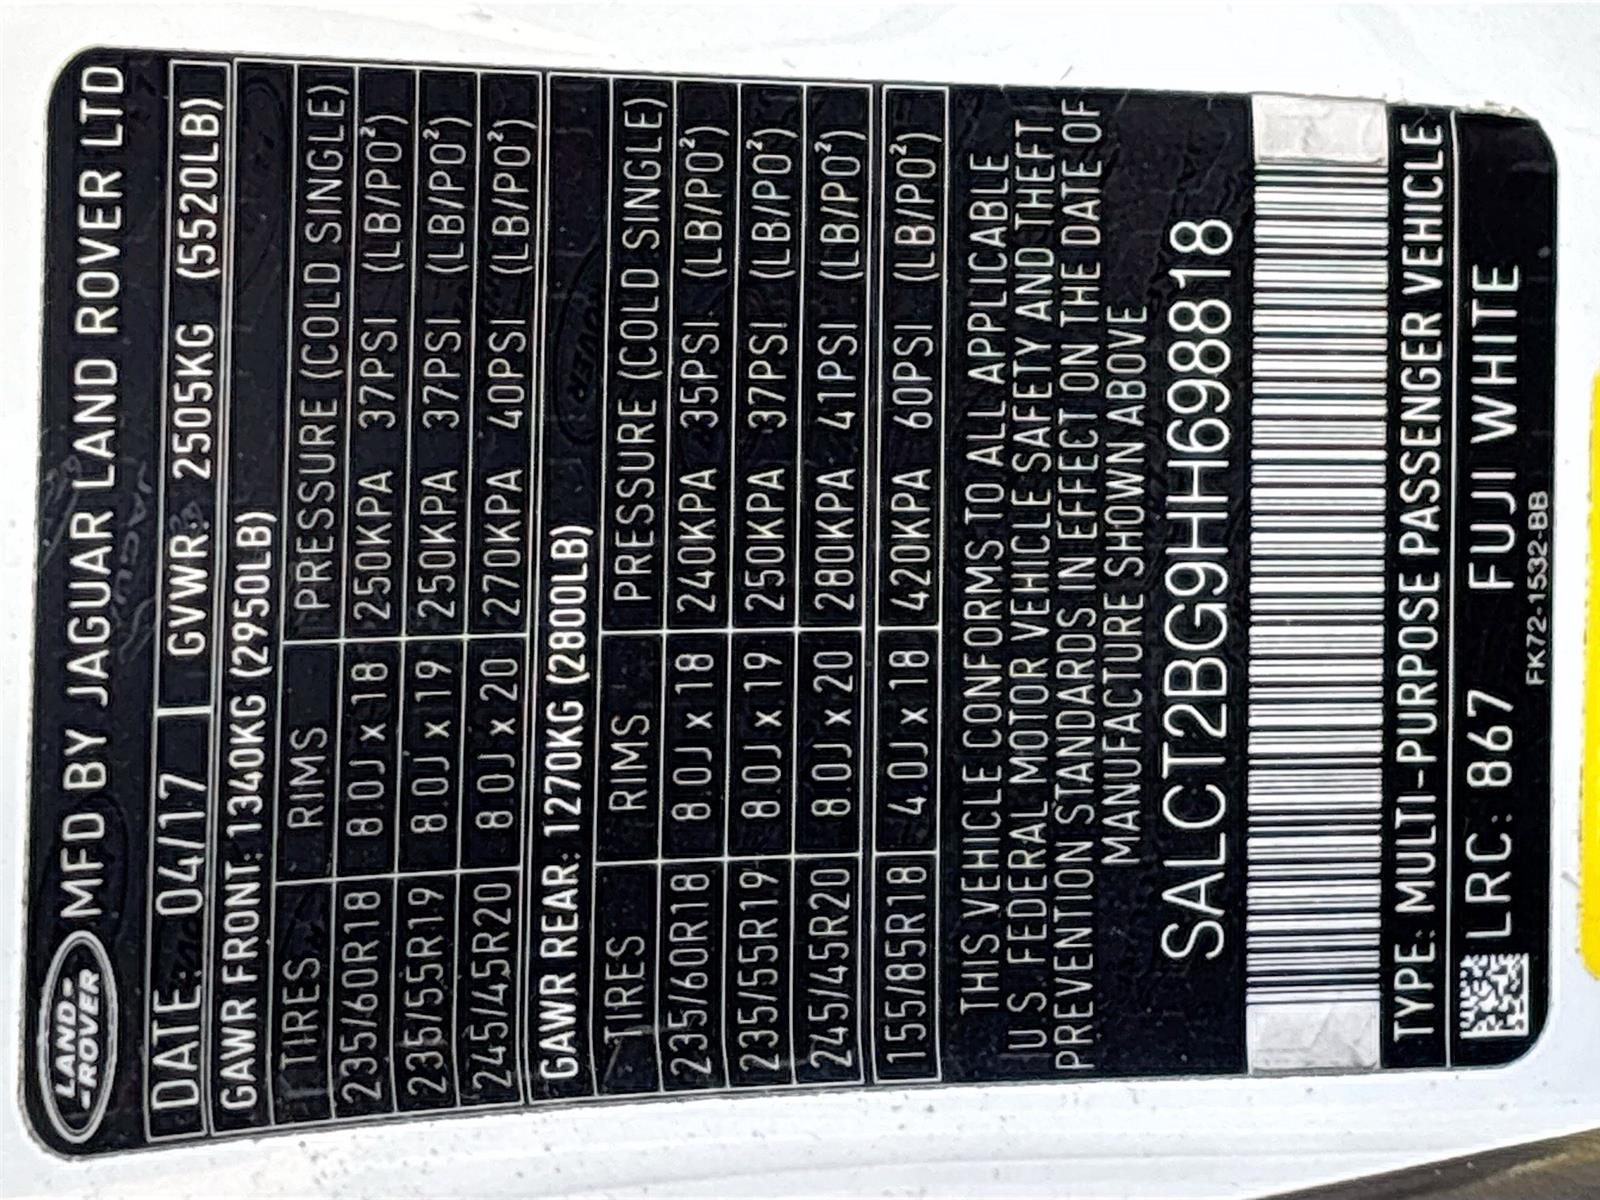 LAND-
-ROVER
MFD BY JAGUAR LAND ROVER LTD
DATE: 04/17 GVWR: 2505KG (5520LB)
GAWR FRONT: 1340KG (2950LB)
TIRES RIMS PRESSURE (COLD SINGLE)
235/60R18 8.0J x 18 250KPA 37PSI (LB/PO²)
235/55R19 8.0J x 19 250KPA 37PSI (LB/PO²)
245/45R20 8.0J x 20 270KPA 40PSI (LB/PO²)
GAWR REAR: 1270KG (2800LB)
TIRES RIMS PRESSURE (COLD SINGLE)
235/60R18 8.0J x 18 240KPA 35PSI (LB/PO²)
235/55R19 8.0J x 19 250KPA 37PSI (LB/PO²)
245/45R20 8.0J x 20 280KPA 41PSI (LB/PO²)
155/85R18 4.0J x 18 420KPA 60PSI (LB/PO²)
THIS VEHICLE CONFORMS TO ALL APPLICABLE
U.S. FEDERAL MOTOR VEHICLE SAFETY AND THEFT
PREVENTION STANDARDS IN EFFECT ON THE DATE OF
MANUFACTURE SHOWN ABOVE
SALCT2BG9HH698818
TYPE: MULTI-PURPOSE PASSENGER VEHICLE
LRC: 867 FUJI WHITE
FK72-1532-BB